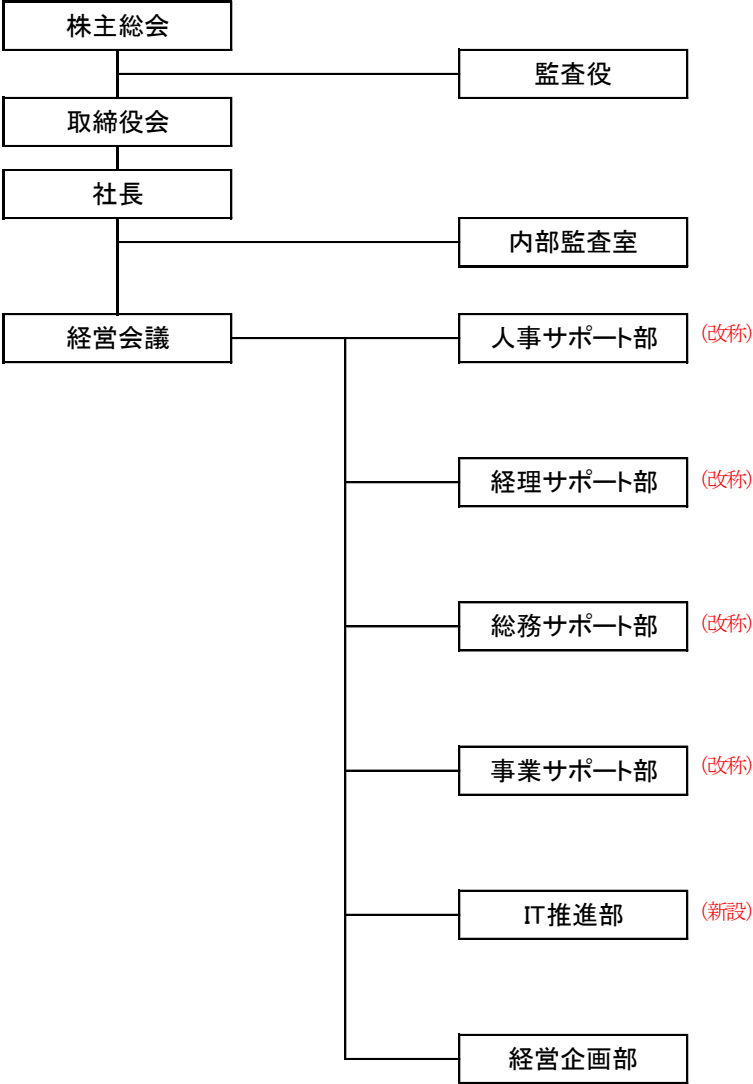 株主総会
監査役
取締役会
社長
内部監査室
経営会議
人事サポート部 (改称)
経理サポート部 (改称)
総務サポート部 (改称)
事業サポート部 (改称)
IT推進部 (新設)
経営企画部